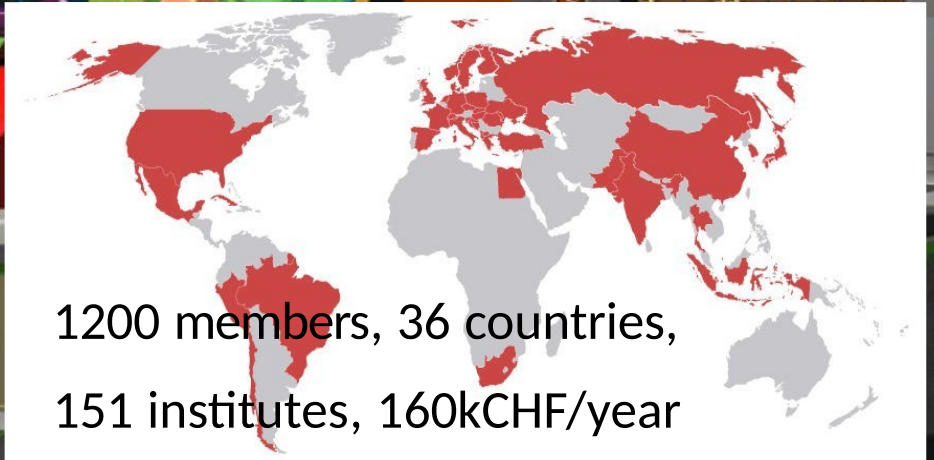 1200 members, 36 countries,
151 institutes, 160kCHF/year